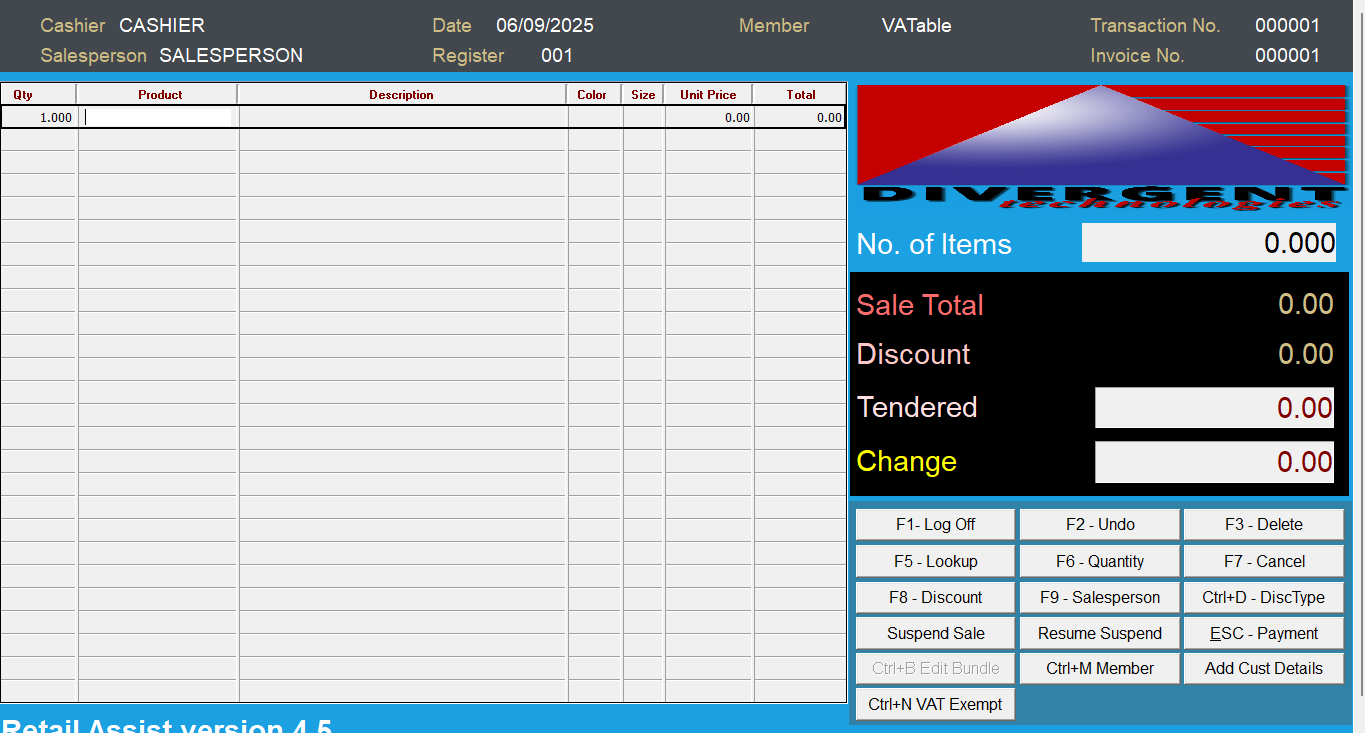 Cashier CASHIER Date 06/09/2025 Member VATable Transaction No. 000001
Salesperson SALESPERSON Register 001 Invoice No. 000001
Qty Product Description Color Size Unit Price Total
1.000 0.00 0.00
DIVERGENT
technologies
No. of Items 0.000
Sale Total 0.00
Discount 0.00
Tendered 0.00
Change 0.00
F1- Log Off F2 - Undo F3 - Delete
F5 - Lookup F6 - Quantity F7 - Cancel
F8 - Discount F9 - Salesperson Ctrl+D - DiscType
Suspend Sale Resume Suspend ESC - Payment
Ctrl+B Edit Bundle Ctrl+M Member Add Cust Details
Ctrl+N VAT Exempt
Retail Assist version 4.5